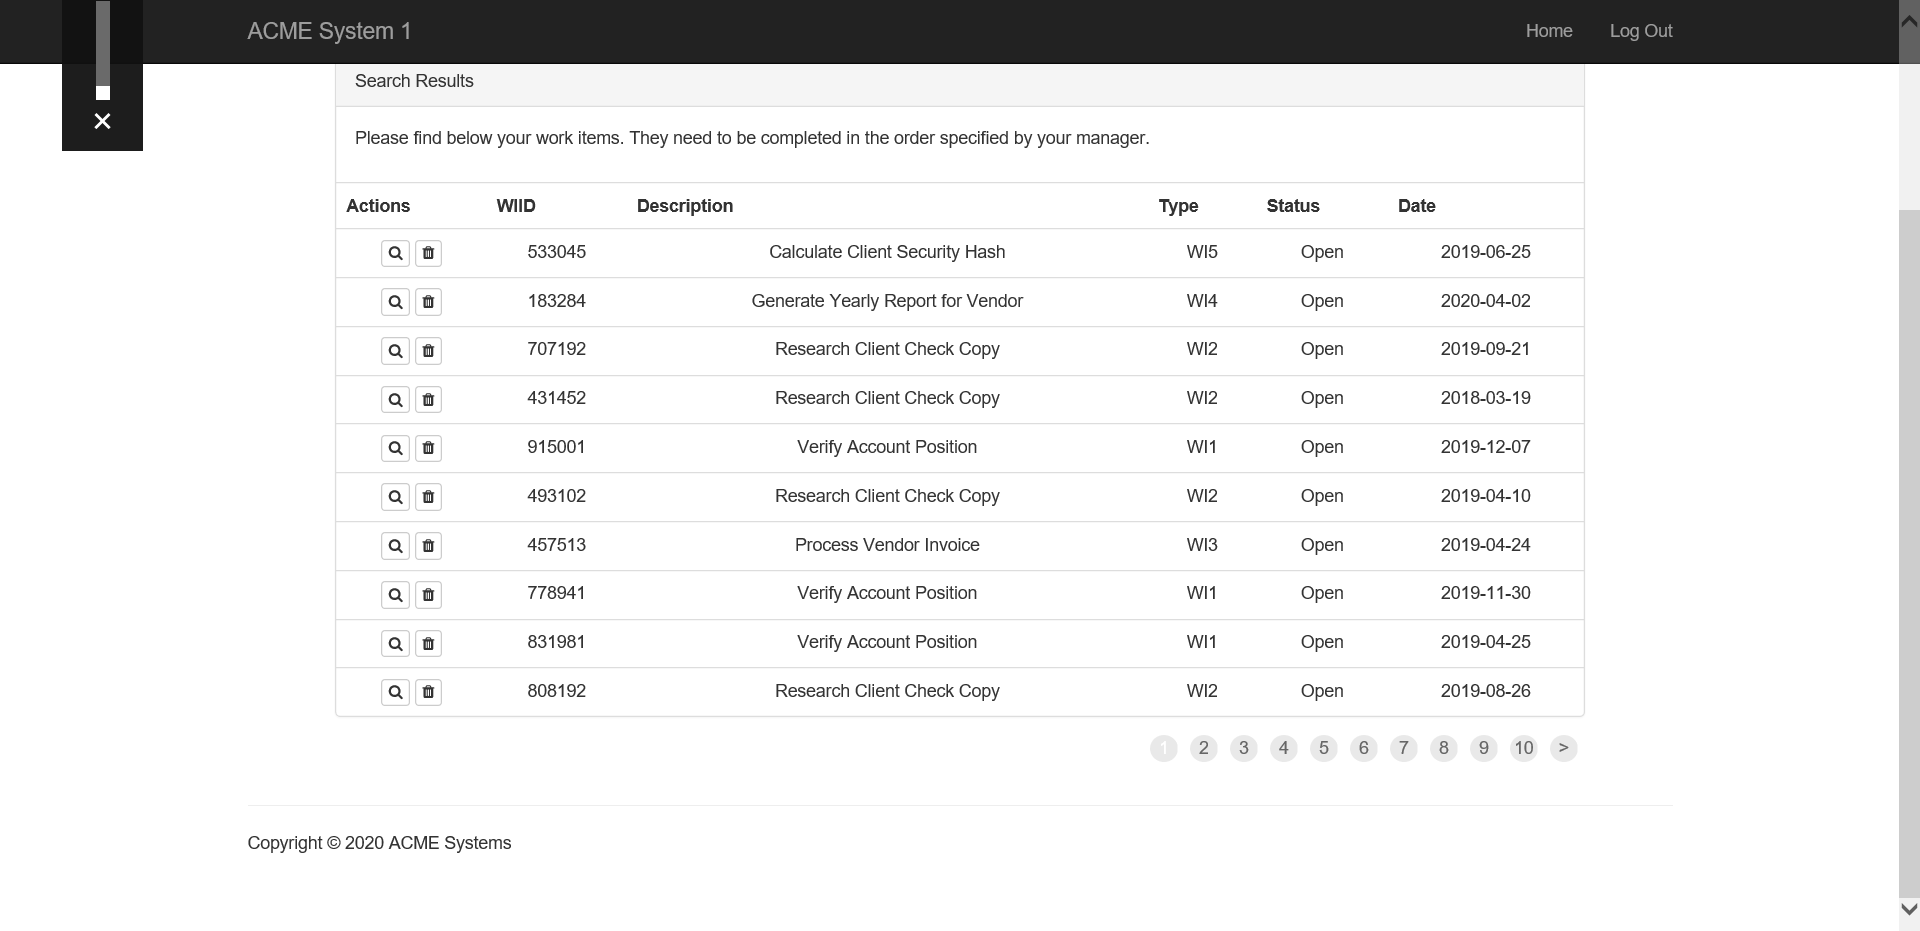 ACME System 1 Home Log Out
Search Results
Please find below your work items. They need to be completed in the order specified by your manager.
Actions WIID Description Type Status Date
533045 Calculate Client Security Hash WI5 Open 2019-06-25
183284 Generate Yearly Report for Vendor WI4 Open 2020-04-02
707192 Research Client Check Copy WI2 Open 2019-09-21
431452 Research Client Check Copy WI2 Open 2018-03-19
915001 Verify Account Position WI1 Open 2019-12-07
493102 Research Client Check Copy WI2 Open 2019-04-10
457513 Process Vendor Invoice WI3 Open 2019-04-24
778941 Verify Account Position WI1 Open 2019-11-30
831981 Verify Account Position WI1 Open 2019-04-25
808192 Research Client Check Copy WI2 Open 2019-08-26
1 2 3 4 5 6 7 8 9 10 >
Copyright © 2020 ACME Systems